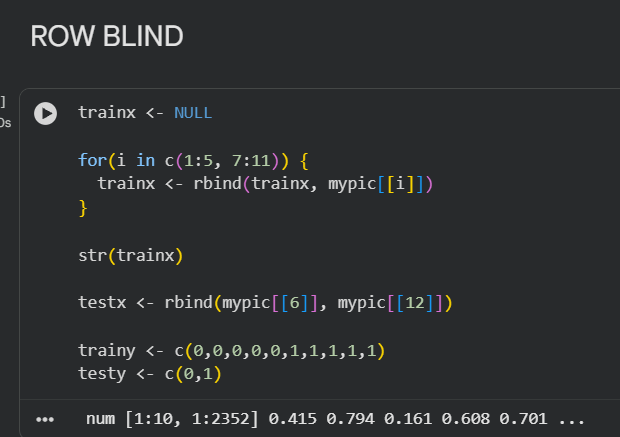 ROW BLIND
]
0s
trainx <- NULL
for(i in c(1:5, 7:11)) {
  trainx <- rbind(trainx, mypic[[i]])
}
str(trainx)
testx <- rbind(mypic[[6]], mypic[[12]])
trainy <- c(0,0,0,0,0,1,1,1,1,1)
testy <- c(0,1)
num [1:10, 1:2352] 0.415 0.794 0.161 0.608 0.701 ...